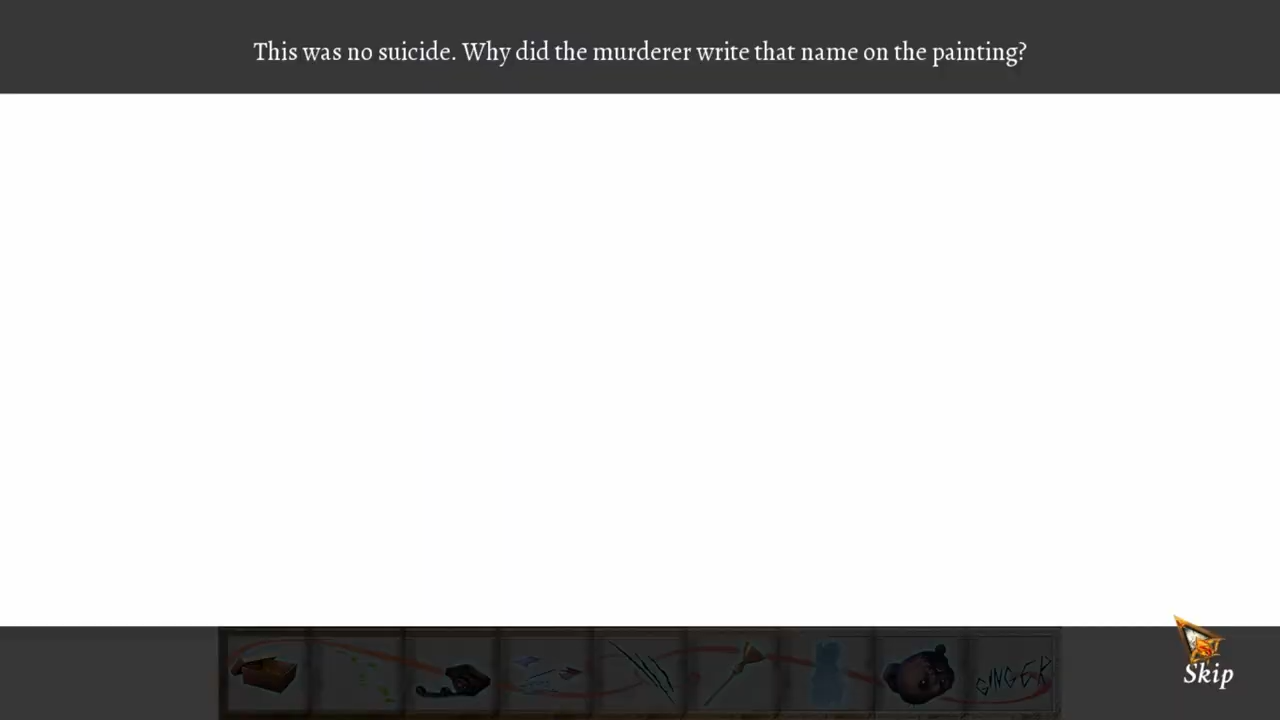 This was no suicide. Why did the murderer write that name on the painting?
GINGER
Skip